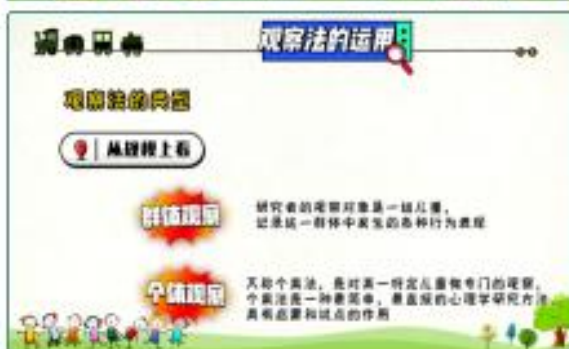 观察法的运用
观察法的类型
从规模上看
群体观察
研究者的观察对象是一组儿童，
记录这一群体中发生的各种行为表现
个体观察
又称个案法，是对某一特定儿童做专门的观察，
个案法是一种最简单，最直接的心理学研究方法，
具有启蒙和试点的作用